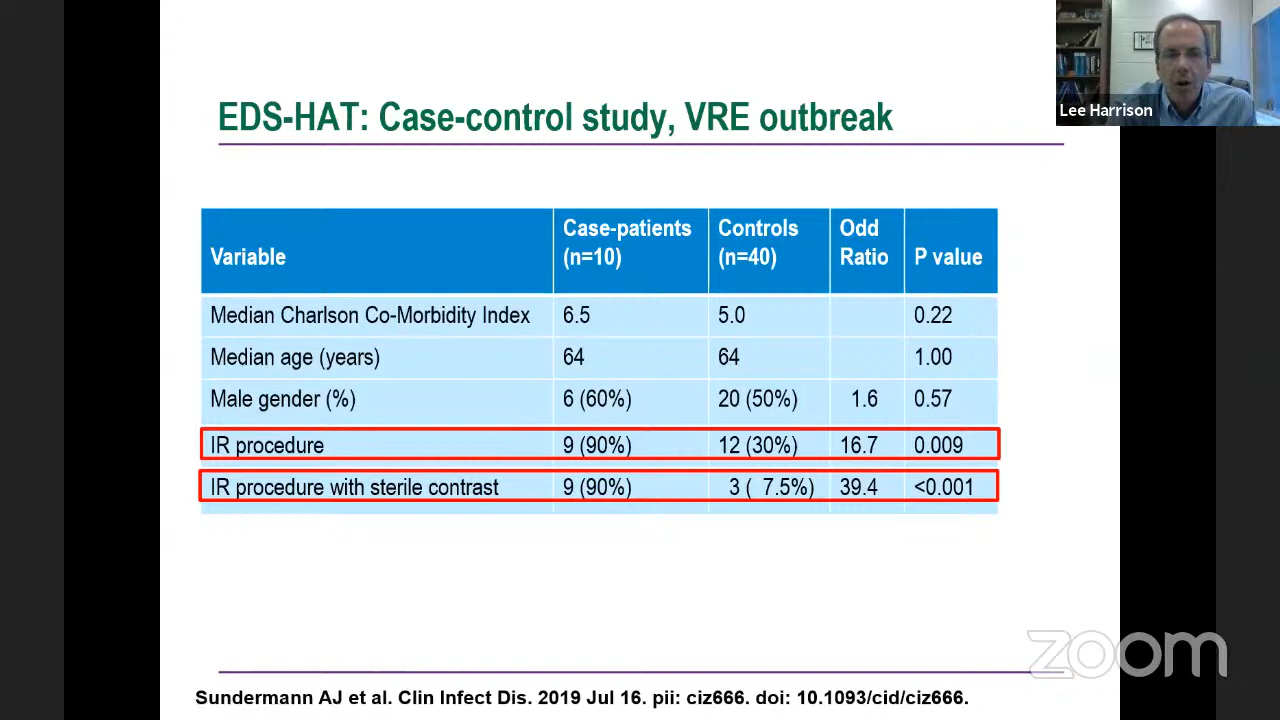 Lee Harrison
EDS-HAT: Case-control study, VRE outbreak
Variable Case-patients (n=10) Controls (n=40) Odd Ratio P value
Median Charlson Co-Morbidity Index 6.5 5.0 0.22
Median age (years) 64 64 1.00
Male gender (%) 6 (60%) 20 (50%) 1.6 0.57
IR procedure 9 (90%) 12 (30%) 16.7 0.009
IR procedure with sterile contrast 9 (90%) 3 ( 7.5%) 39.4 <0.001
zoom
Sundermann AJ et al. Clin Infect Dis. 2019 Jul 16. pii: ciz666. doi: 10.1093/cid/ciz666.